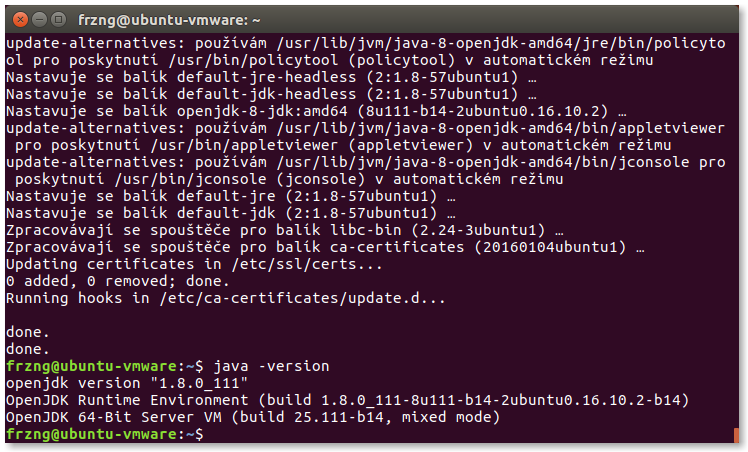 frzng@ubuntu-vmware: ~
update-alternatives: používám /usr/lib/jvm/java-8-openjdk-amd64/jre/bin/policyto
ol pro poskytnutí /usr/bin/policytool (policytool) v automatickém režimu
Nastavuje se balík default-jre-headless (2:1.8-57ubuntu1) …
Nastavuje se balík default-jdk-headless (2:1.8-57ubuntu1) …
Nastavuje se balík openjdk-8-jdk:amd64 (8u111-b14-2ubuntu0.16.10.2) …
update-alternatives: používám /usr/lib/jvm/java-8-openjdk-amd64/bin/appletviewer
 pro poskytnutí /usr/bin/appletviewer (appletviewer) v automatickém režimu
update-alternatives: používám /usr/lib/jvm/java-8-openjdk-amd64/bin/jconsole pro
 poskytnutí /usr/bin/jconsole (jconsole) v automatickém režimu
Nastavuje se balík default-jre (2:1.8-57ubuntu1) …
Nastavuje se balík default-jdk (2:1.8-57ubuntu1) …
Zpracovávají se spouštěče pro balík libc-bin (2.24-3ubuntu1) …
Zpracovávají se spouštěče pro balík ca-certificates (20160104ubuntu1) …
Updating certificates in /etc/ssl/certs...
0 added, 0 removed; done.
Running hooks in /etc/ca-certificates/update.d...

done.
done.
frzng@ubuntu-vmware:~$ java -version
openjdk version "1.8.0_111"
OpenJDK Runtime Environment (build 1.8.0_111-8u111-b14-2ubuntu0.16.10.2-b14)
OpenJDK 64-Bit Server VM (build 25.111-b14, mixed mode)
frzng@ubuntu-vmware:~$